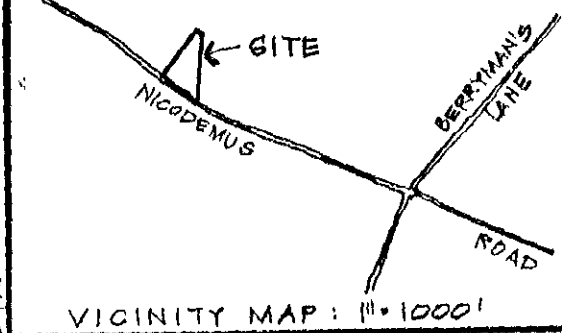 SITE
BERRYMAN'S
LANE
NICODEMUS
ROAD
VICINITY MAP: 1"=1000'